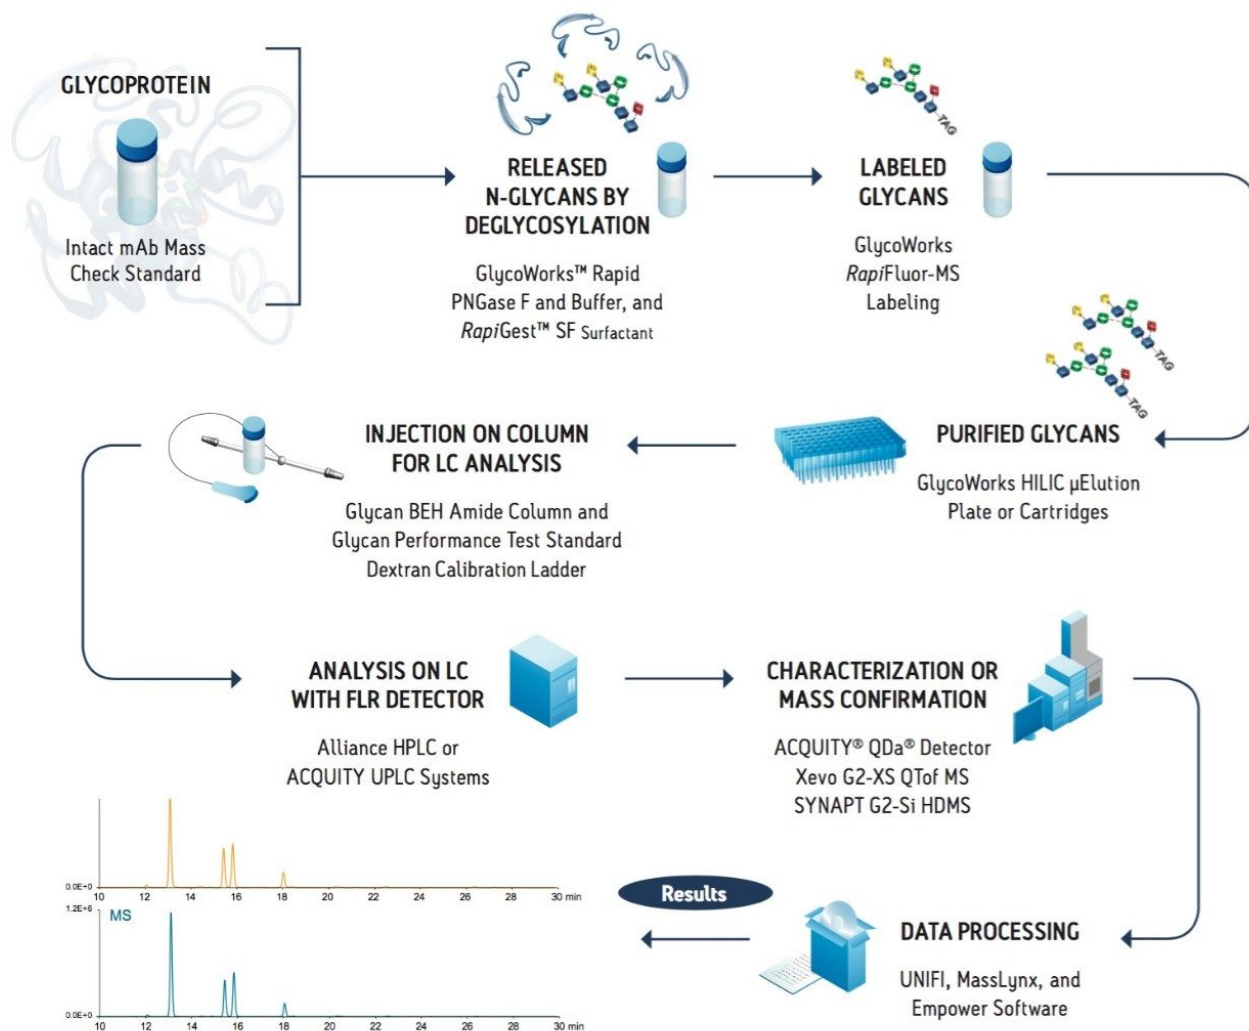 GLYCOPROTEIN
Intact mAb Mass
Check Standard
RELEASED
N-GLYCANS BY
DEGLYCOSYLATION
GlycoWorks™ Rapid
PNGase F and Buffer, and
RapiGest™ SF Surfactant
TAG
LABELED
GLYCANS
GlycoWorks
RapiFluor-MS
Labeling
TAG
TAG
PURIFIED GLYCANS
GlycoWorks HILIC µElution
Plate or Cartridges
INJECTION ON COLUMN
FOR LC ANALYSIS
Glycan BEH Amide Column and
Glycan Performance Test Standard
Dextran Calibration Ladder
ANALYSIS ON LC
WITH FLR DETECTOR
Alliance HPLC or
ACQUITY UPLC Systems
CHARACTERIZATION OR
MASS CONFIRMATION
ACQUITY® QDa® Detector
Xevo G2-XS QTof MS
SYNAPT G2-Si HDMS
DATA PROCESSING
UNIFI, MassLynx, and
Empower Software
Results
0.0E+0
10 12 14 16 18 20 22 24 26 28 30 min
1.2E+6
MS
0.0E+0
10 12 14 16 18 20 22 24 26 28 30 min